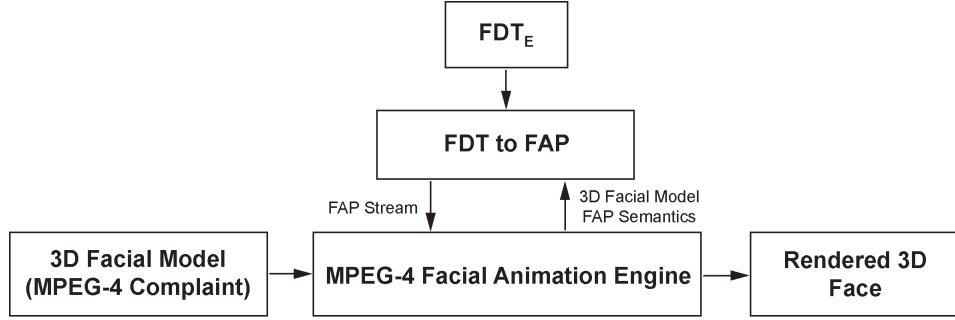 FDT_E
FDT to FAP
FAP Stream
3D Facial Model
FAP Semantics
3D Facial Model
(MPEG-4 Complaint)
MPEG-4 Facial Animation Engine
Rendered 3D
Face